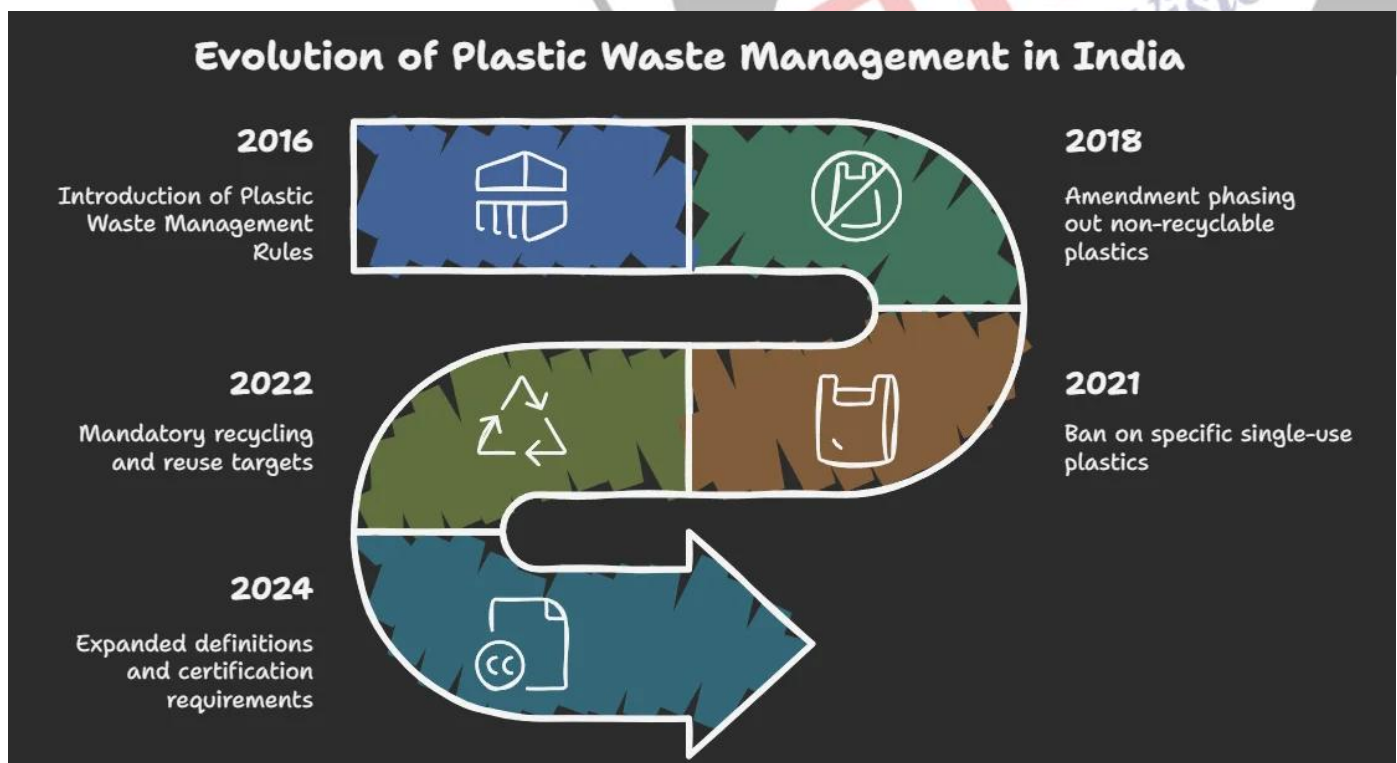 Evolution of Plastic Waste Management in India
2016
Introduction of Plastic
Waste Management
Rules
2018
Amendment phasing
out non-recyclable
plastics
2021
Ban on specific single-use
plastics
2022
Mandatory recycling
and reuse targets
2024
Expanded definitions
and certification
requirements
cc